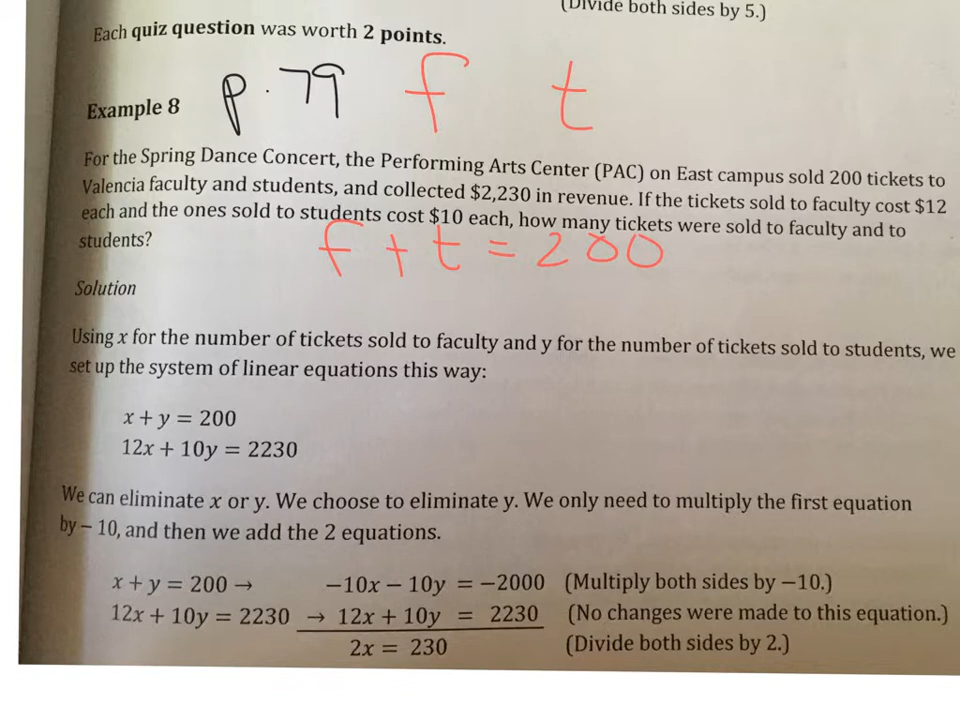 (Divide both sides by 5.)
Each quiz question was worth 2 points.
p.79 f t
Example 8
For the Spring Dance Concert, the Performing Arts Center (PAC) on East campus sold 200 tickets to
Valencia faculty and students, and collected $2,230 in revenue. If the tickets sold to faculty cost $12
each and the ones sold to students cost $10 each, how many tickets were sold to faculty and to
students?
f + t = 200
Solution
Using x for the number of tickets sold to faculty and y for the number of tickets sold to students, we
set up the system of linear equations this way:
x + y = 200
12x + 10y = 2230
We can eliminate x or y. We choose to eliminate y. We only need to multiply the first equation
by − 10, and then we add the 2 equations.
x + y = 200 → −10x − 10y = −2000 (Multiply both sides by −10.)
12x + 10y = 2230 → 12x + 10y = 2230 (No changes were made to this equation.)
2x = 230 (Divide both sides by 2.)